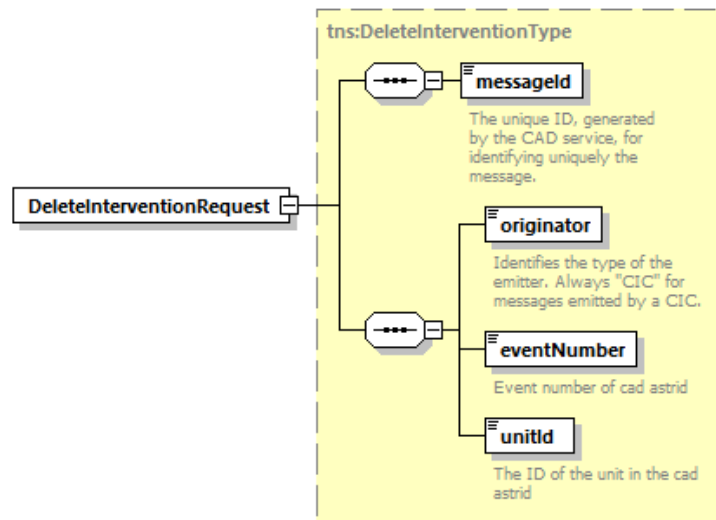 tns:DeleteInterventionType
messageId
The unique ID, generated
by the CAD service, for
identifying uniquely the
message.
DeleteInterventionRequest
originator
Identifies the type of the
emitter. Always "CIC" for
messages emitted by a CIC.
eventNumber
Event number of cad astrid
unitId
The ID of the unit in the cad
astrid